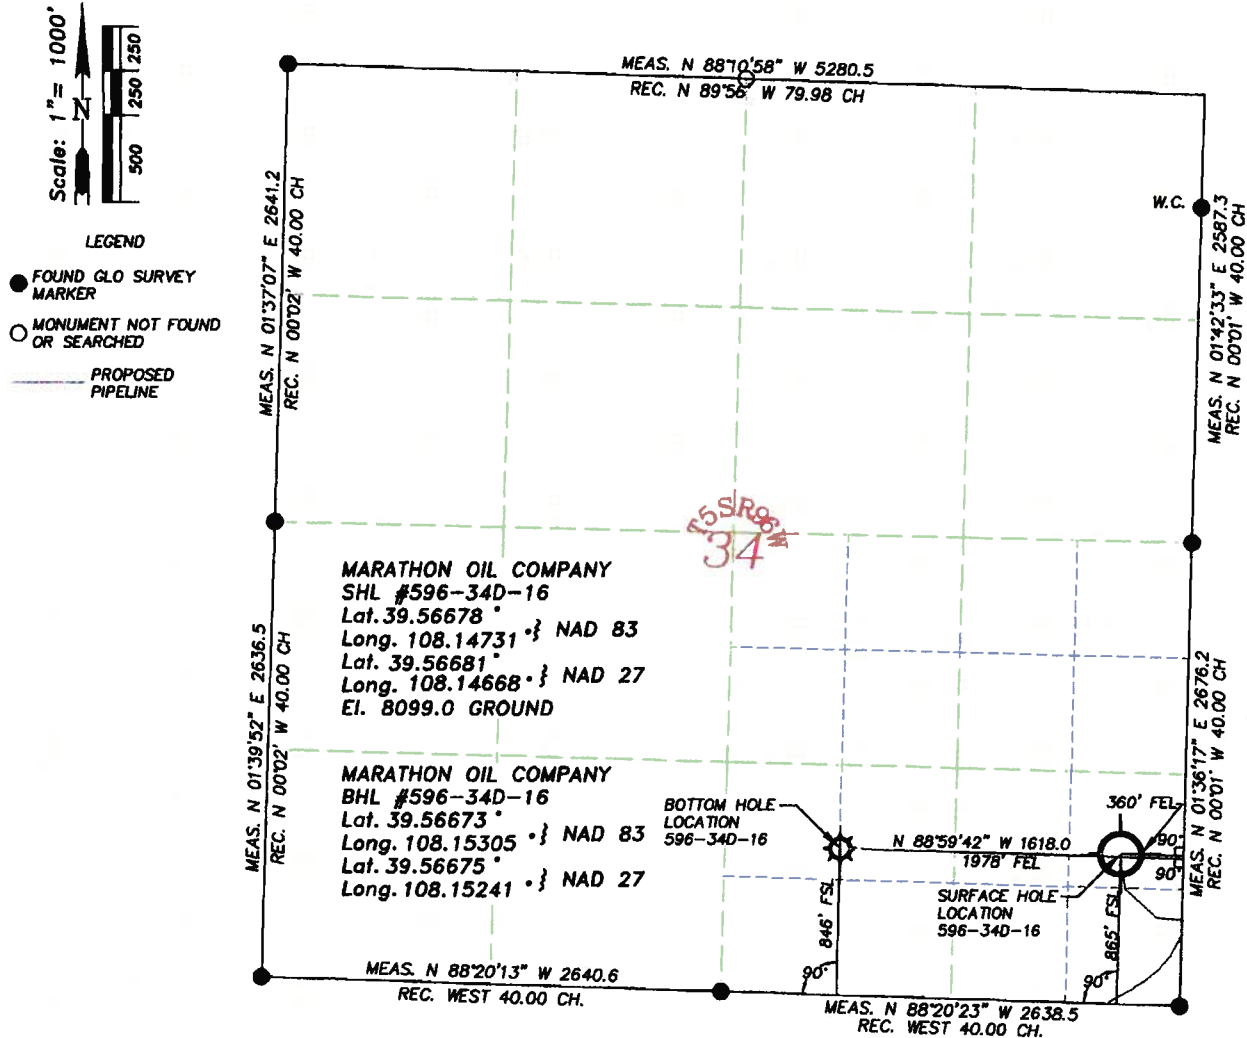 Scale: 1"= 1000'
N
250
250
500
LEGEND
FOUND GLO SURVEY
MARKER
MONUMENT NOT FOUND
OR SEARCHED
PROPOSED
PIPELINE
MEAS. N 88°10'58" W 5280.5
REC. N 89°56' W 79.98 CH
MEAS. N 01°37'07" E 2641.2
REC. N 00°02' W 40.00 CH
W.C.
MEAS. N 01°42'33" E 2587.3
REC. N 00°01' W 40.00 CH
T5SR96W
34
MARATHON OIL COMPANY
SHL #596-34D-16
Lat. 39.56678 °
Long. 108.14731 ° } NAD 83
Lat. 39.56681 °
Long. 108.14668 ° } NAD 27
El. 8099.0 GROUND
MARATHON OIL COMPANY
BHL #596-34D-16
Lat. 39.56673 °
Long. 108.15305 ° } NAD 83
Lat. 39.56675 °
Long. 108.15241 ° } NAD 27
MEAS. N 01°39'52" E 2636.5
REC. N 00°02' W 40.00 CH
MEAS. N 01°36'17" E 2676.2
REC. N 00°01' W 40.00 CH
BOTTOM HOLE
LOCATION
596-34D-16
360' FEL
N 88°59'42" W 1618.0
1978' FEL
90°
90°
SURFACE HOLE
LOCATION
596-34D-16
846' FSL
865' FSL
90°
90°
MEAS. N 88°20'13" W 2640.6
REC. WEST 40.00 CH.
MEAS. N 88°20'23" W 2638.5
REC. WEST 40.00 CH.